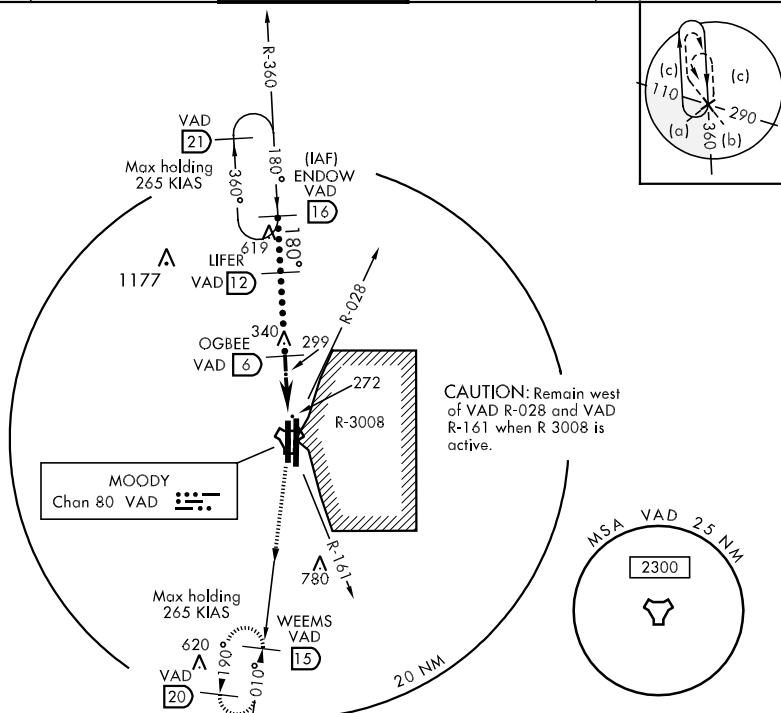 R-360
VAD
21
Max holding
265 KIAS
360°
180°
(IAF)
ENDOW
VAD
16
619
180°
1177
LIFER
VAD 12
R-028
340
299
OGBEE
VAD 6
272
R-3008
CAUTION: Remain west
of VAD R-028 and VAD
R-161 when R 3008 is
active.
MOODY
Chan 80 VAD
R-161
780
Max holding
265 KIAS
WEEMS
VAD
15
620
190°
010°
VAD
20
20 NM
(c)
(c)
110
290
(a)
360
(b)
MSA VAD 25 NM
2300